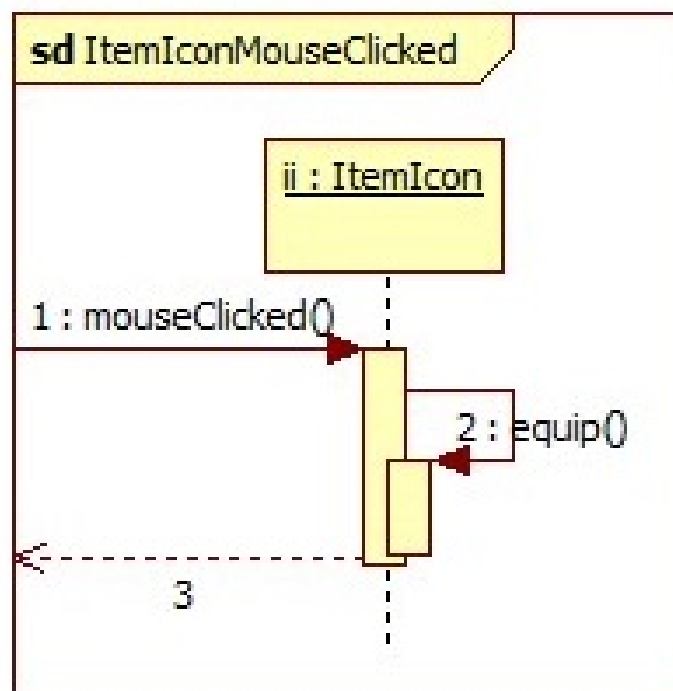 sd ItemIconMouseClicked
ii : ItemIcon
1 : mouseClicked()
2 : equip()
3